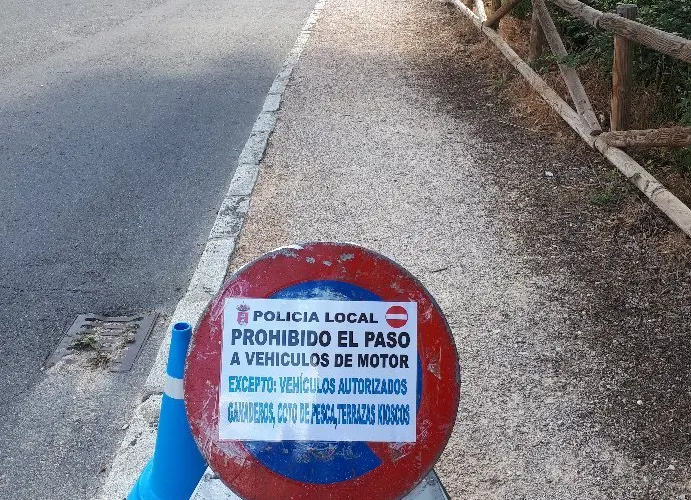 POLICIA LOCAL
PROHIBIDO EL PASO
A VEHICULOS DE MOTOR
EXCEPTO: VEHÍCULOS AUTORIZADOS
GANADEROS, COTO DE PESCA,TERRAZAS KIOSCOS